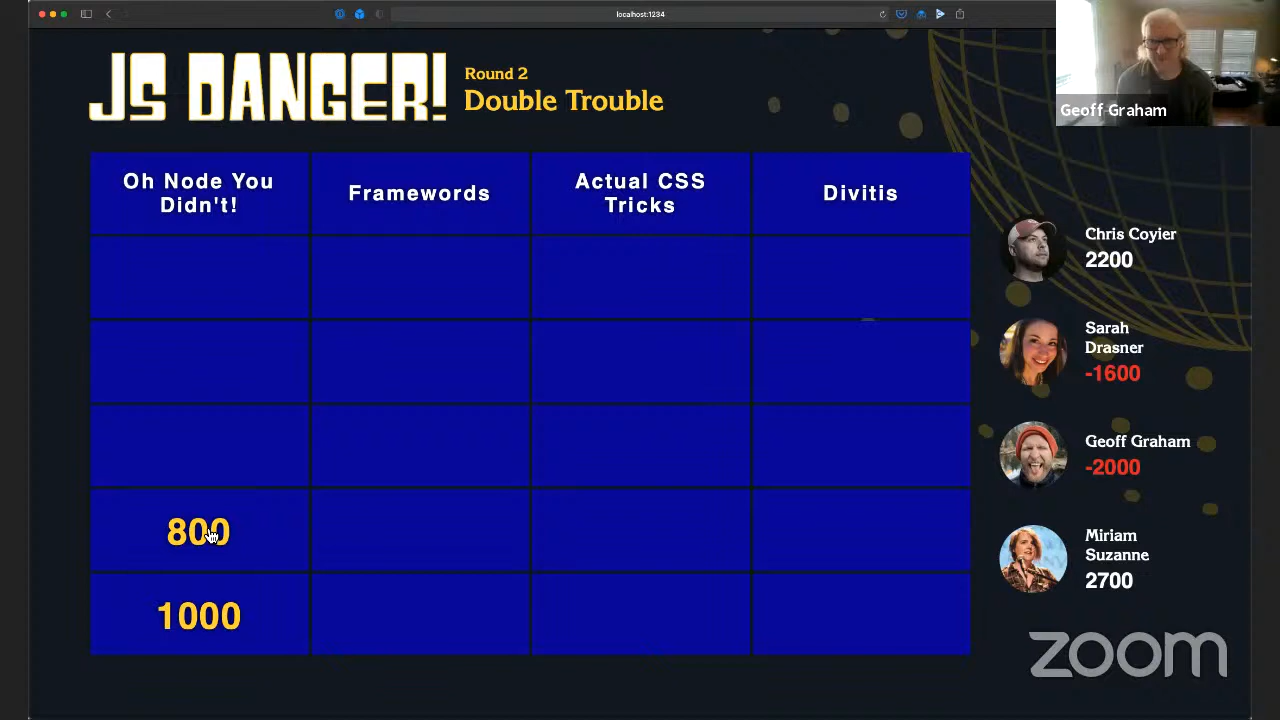 localhost:1234
JS DANGER!
Round 2
Double Trouble
Geoff Graham
Oh Node You
Didn't!
Framewords
Actual CSS
Tricks
Divitis
800
1000
Chris Coyier
2200
Sarah
Drasner
-1600
Geoff Graham
-2000
Miriam
Suzanne
2700
zoom